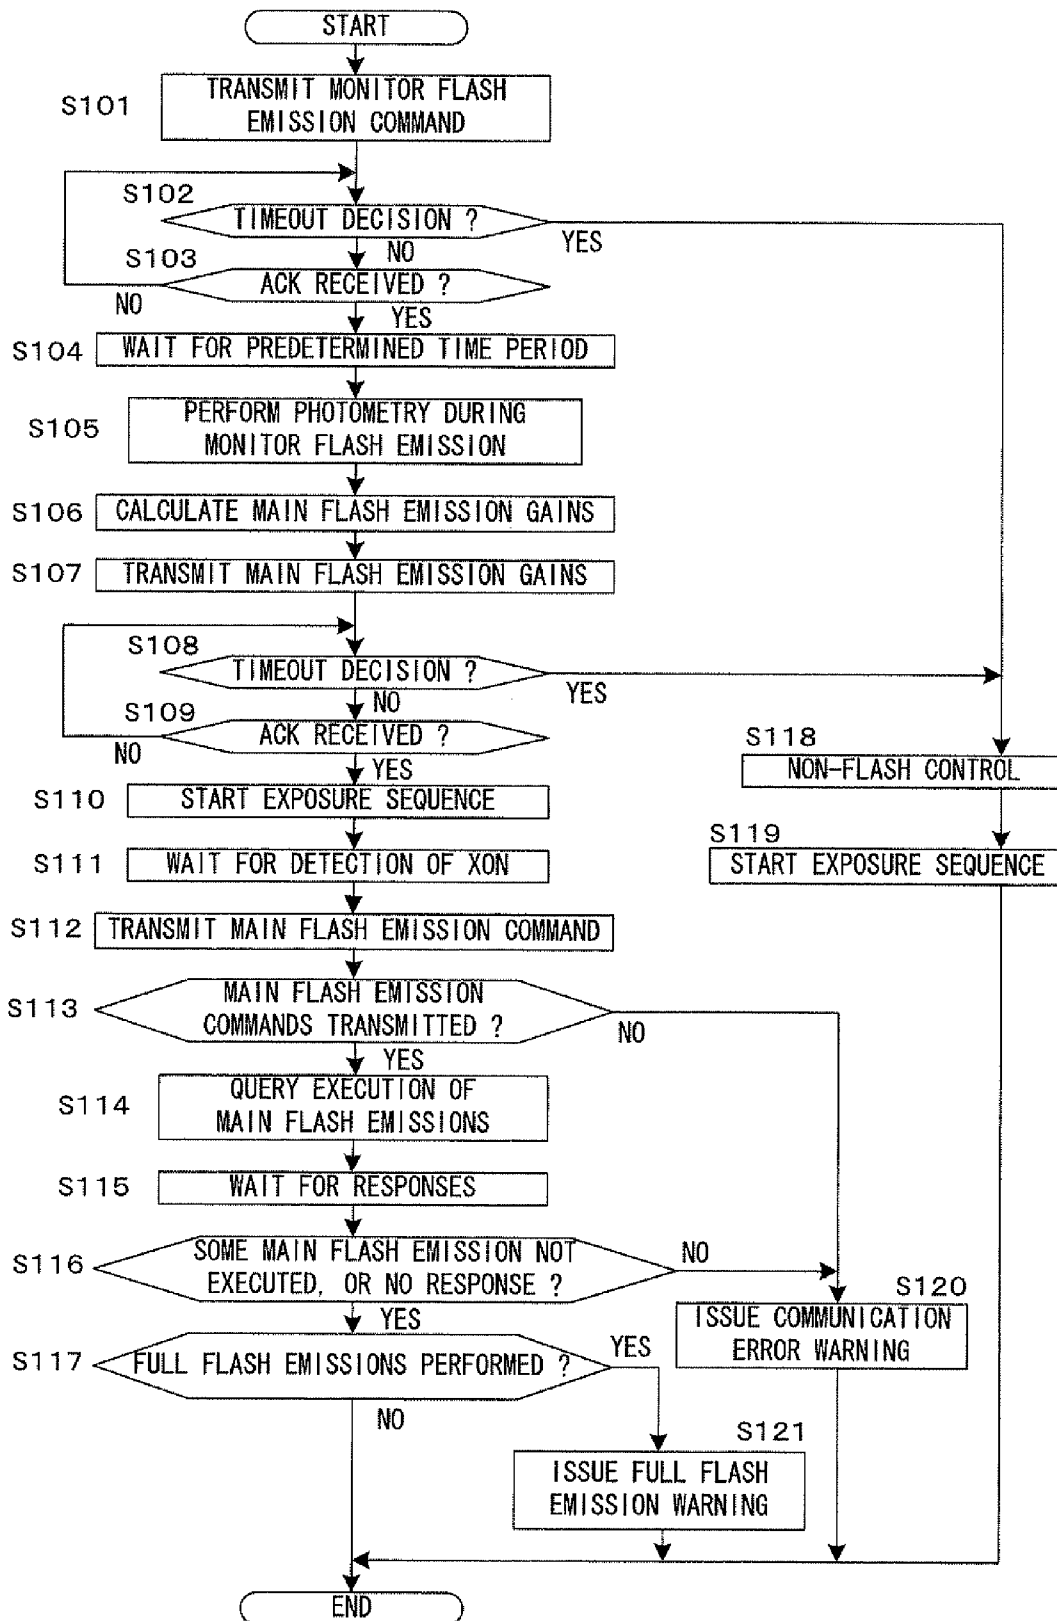 START
S101
TRANSMIT MONITOR FLASH
EMISSION COMMAND
S102
TIMEOUT DECISION ?
YES
NO
S103
ACK RECEIVED ?
NO
YES
S104
WAIT FOR PREDETERMINED TIME PERIOD
S105
PERFORM PHOTOMETRY DURING
MONITOR FLASH EMISSION
S106
CALCULATE MAIN FLASH EMISSION GAINS
S107
TRANSMIT MAIN FLASH EMISSION GAINS
S108
TIMEOUT DECISION ?
YES
NO
S109
ACK RECEIVED ?
NO
YES
S118
NON-FLASH CONTROL
S110
START EXPOSURE SEQUENCE
S119
START EXPOSURE SEQUENCE
S111
WAIT FOR DETECTION OF XON
S112
TRANSMIT MAIN FLASH EMISSION COMMAND
S113
MAIN FLASH EMISSION
COMMANDS TRANSMITTED ?
NO
YES
S114
QUERY EXECUTION OF
MAIN FLASH EMISSIONS
S115
WAIT FOR RESPONSES
S116
SOME MAIN FLASH EMISSION NOT
EXECUTED, OR NO RESPONSE ?
NO
YES
S120
ISSUE COMMUNICATION
ERROR WARNING
S117
FULL FLASH EMISSIONS PERFORMED ?
YES
NO
S121
ISSUE FULL FLASH
EMISSION WARNING
END